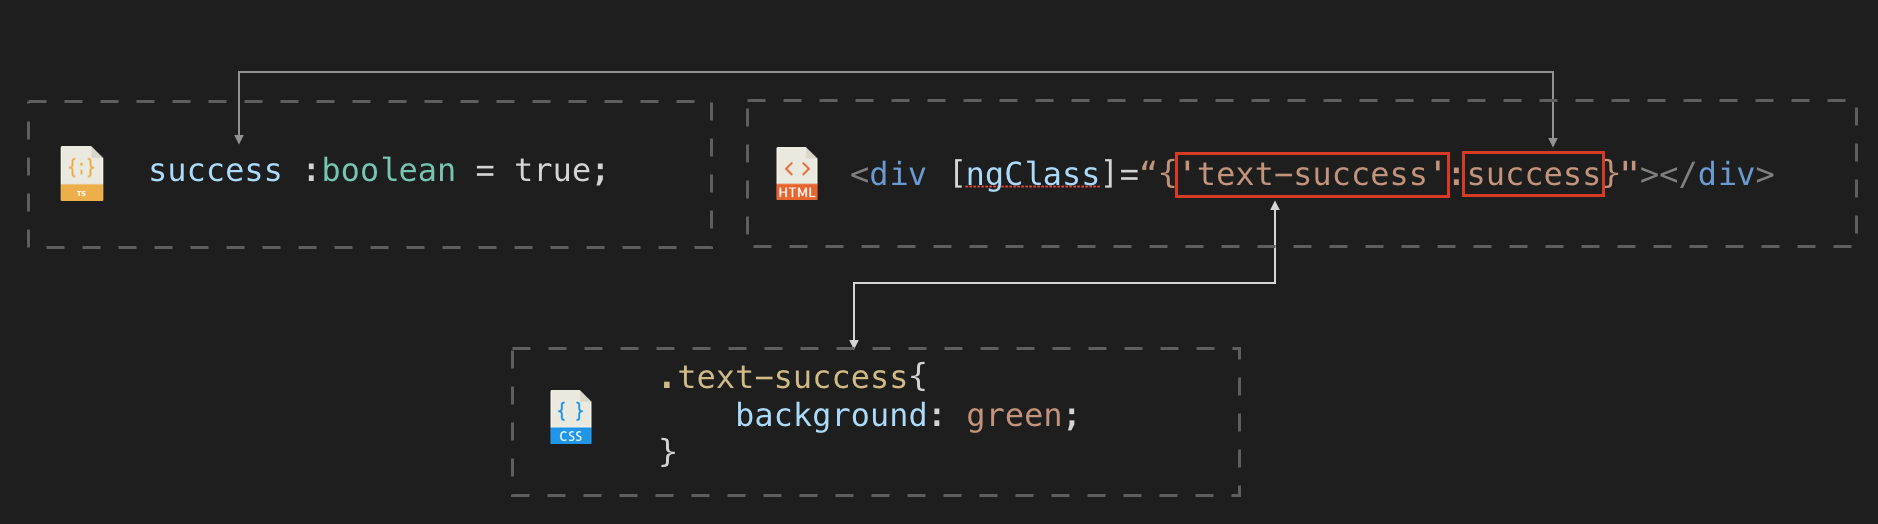 {;}
TS
success :boolean = true;
<>
HTML
<div [ngClass]=“{'text-success':success}"></div>
{ }
CSS
.text-success{
    background: green;
}